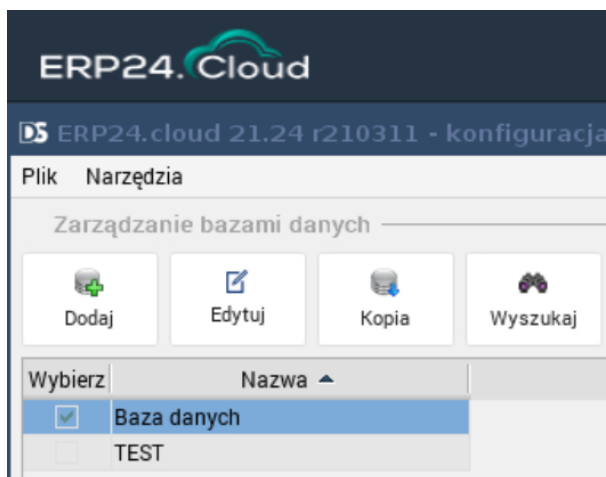 ERP24.Cloud
DS ERP24.cloud 21.24 r210311 - konfiguracja
Plik Narzędzia
Zarządzanie bazami danych
Dodaj Edytuj Kopia Wyszukaj
Wybierz Nazwa
Baza danych
TEST